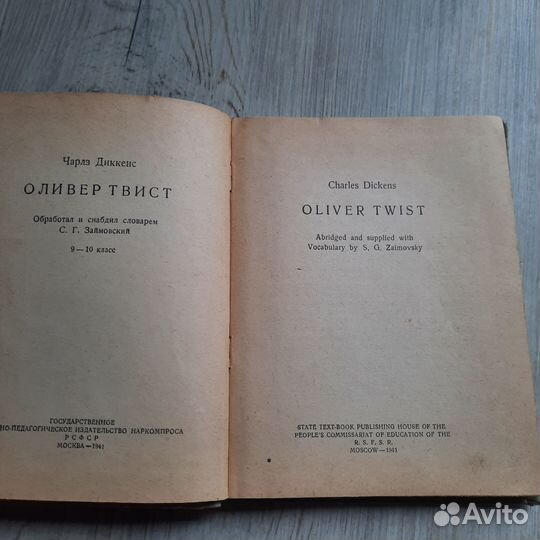 Чарлз Диккенс
ОЛИВЕР ТВИСТ
Обработал и снабдил словарем
С. Г. Займовский
9—10 класс
ГОСУДАРСТВЕННОЕ
НО-ПЕДАГОГИЧЕСКОЕ ИЗДАТЕЛЬСТВО НАРКОМПРОСА
РСФСР
МОСКВА—1941
Charles Dickens
OLIVER TWIST
Abridged and supplied with
Vocabulary by S. G. Zaimovsky
STATE TEXT-BOOK PUBLISHING HOUSE OF THE
PEOPLE'S COMMISSARIAT OF EDUCATION OF THE
R. S. F. S. R.
MOSCOW—1941
Avito